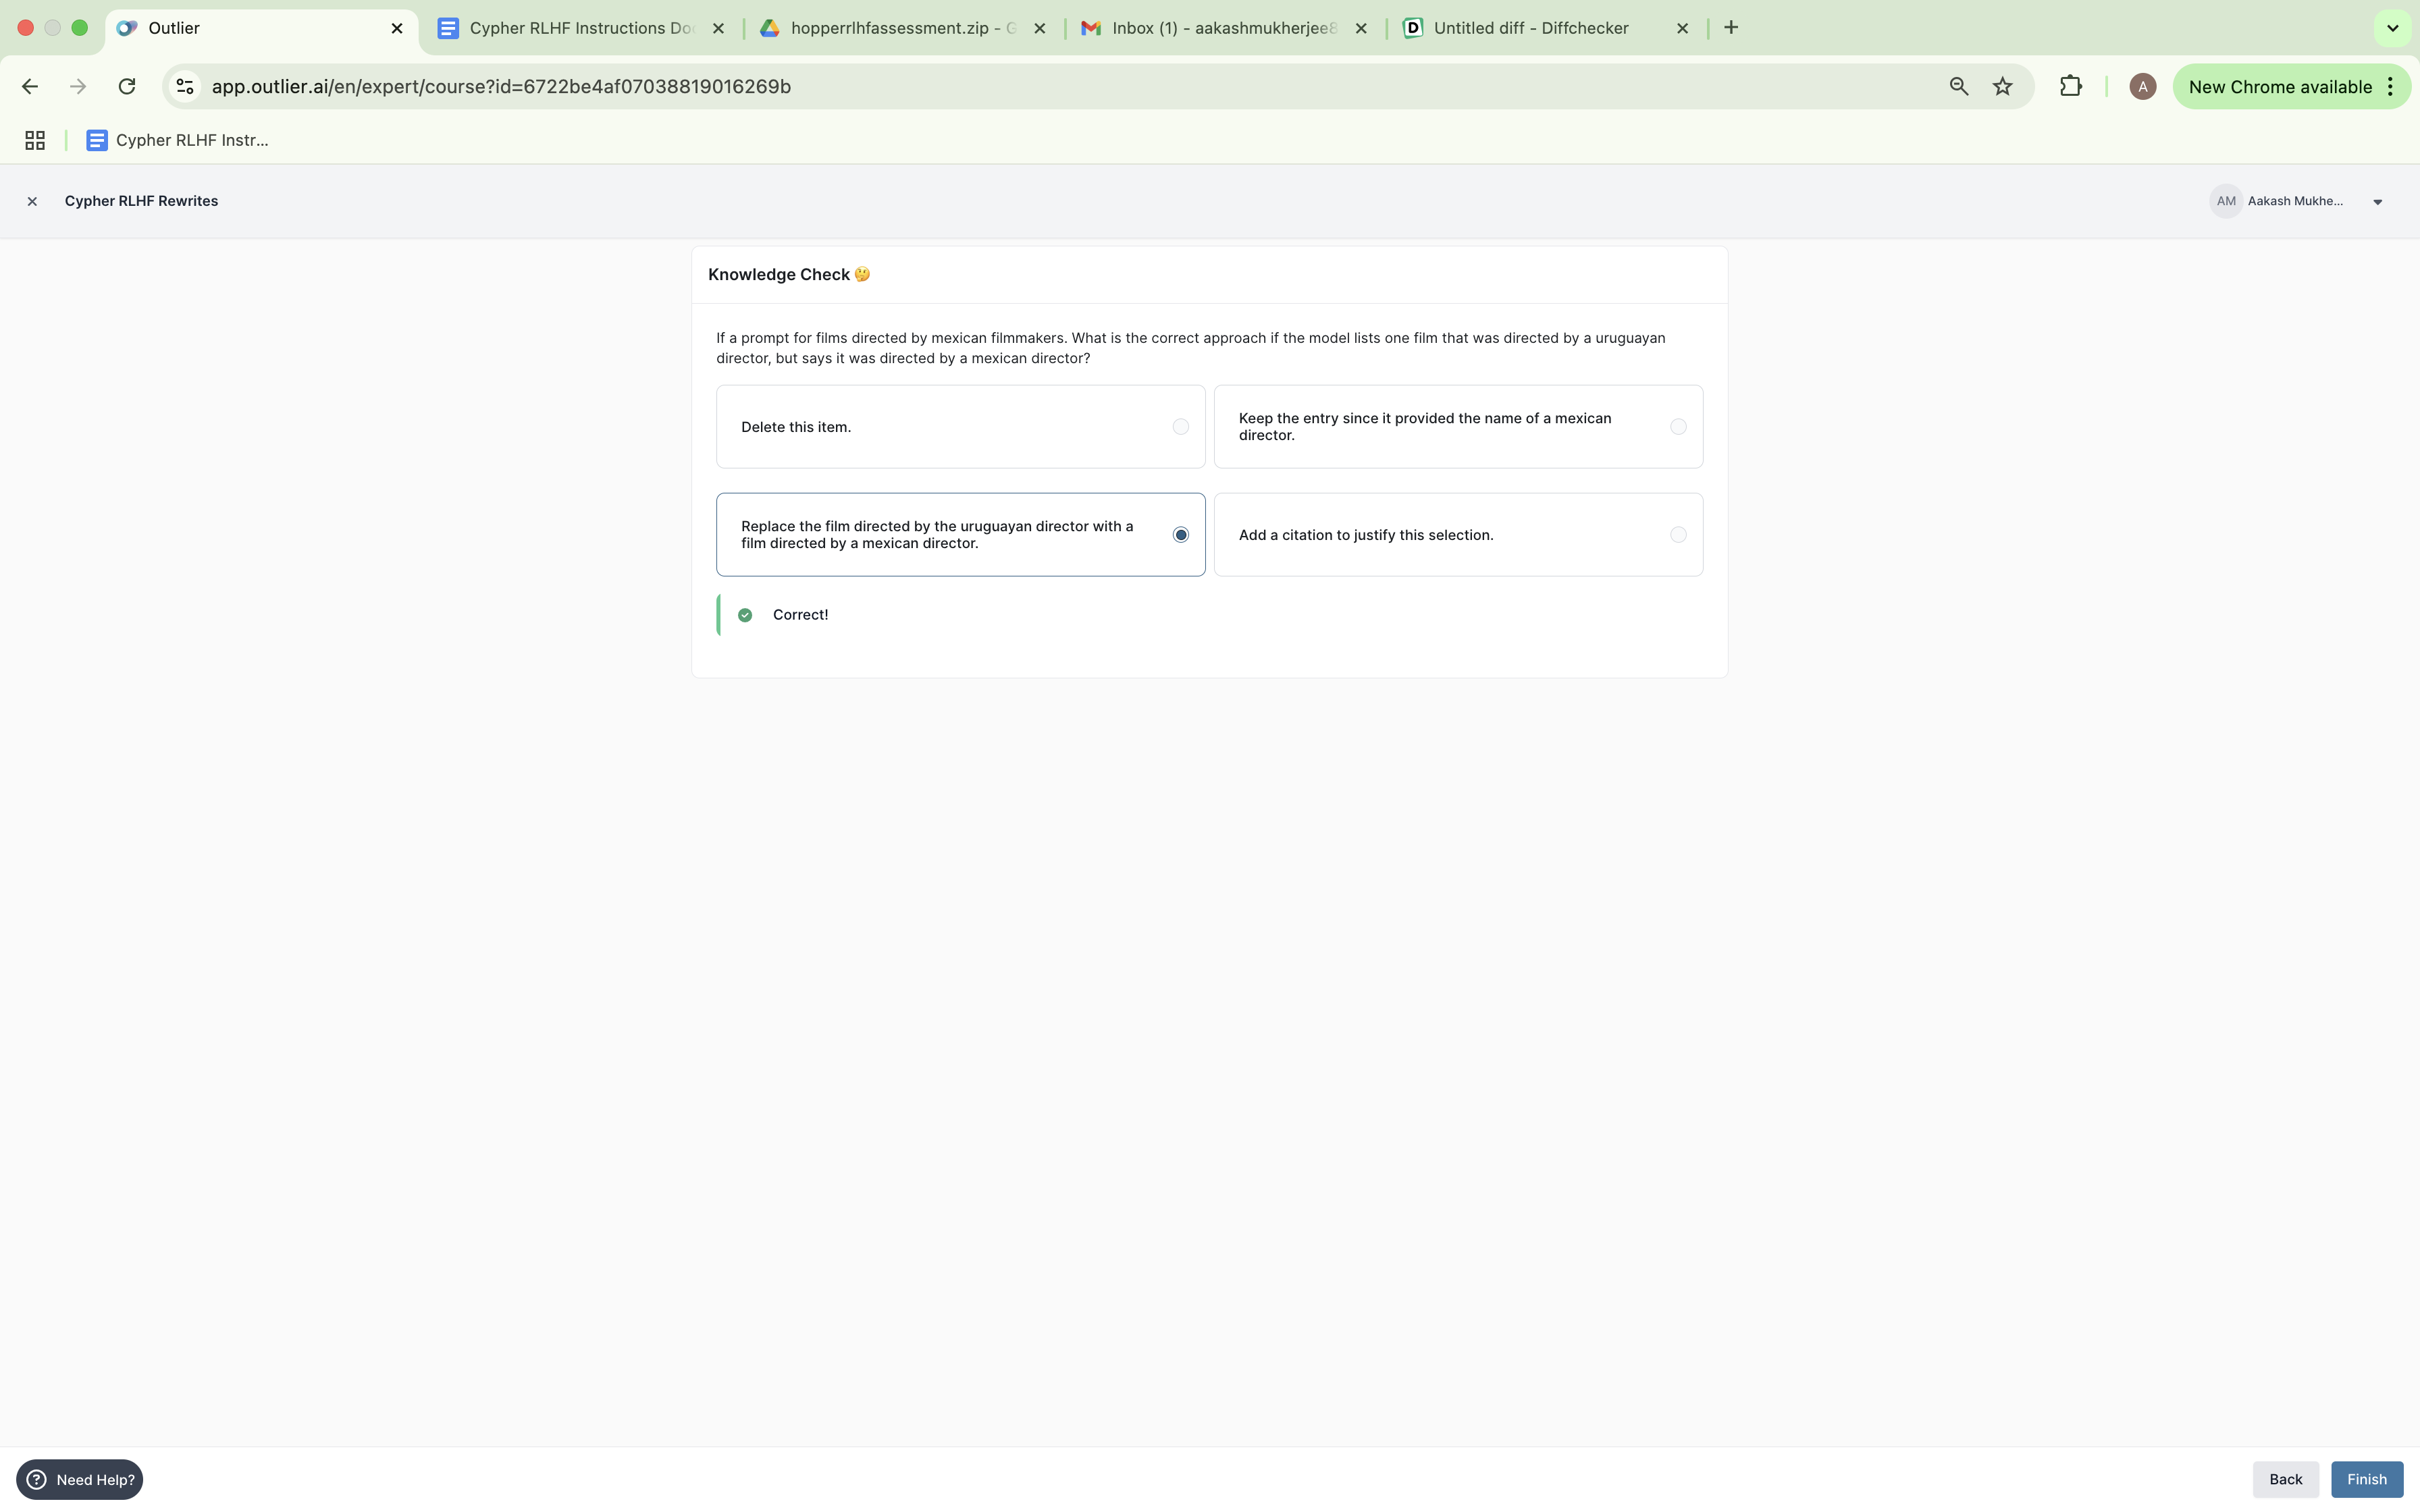 Outlier
Cypher RLHF Instructions Doc
hopperrlhfassessment.zip - G
Inbox (1) - aakashmukherjee8
Untitled diff - Diffchecker
app.outlier.ai/en/expert/course?id=6722be4af07038819016269b
A
New Chrome available
Cypher RLHF Instr...
Cypher RLHF Rewrites
AM
Aakash Mukhe...
Knowledge Check 🤔
If a prompt for films directed by mexican filmmakers. What is the correct approach if the model lists one film that was directed by a uruguayan
director, but says it was directed by a mexican director?
Delete this item.
Keep the entry since it provided the name of a mexican
director.
Replace the film directed by the uruguayan director with a
film directed by a mexican director.
Add a citation to justify this selection.
Correct!
Need Help?
Back
Finish